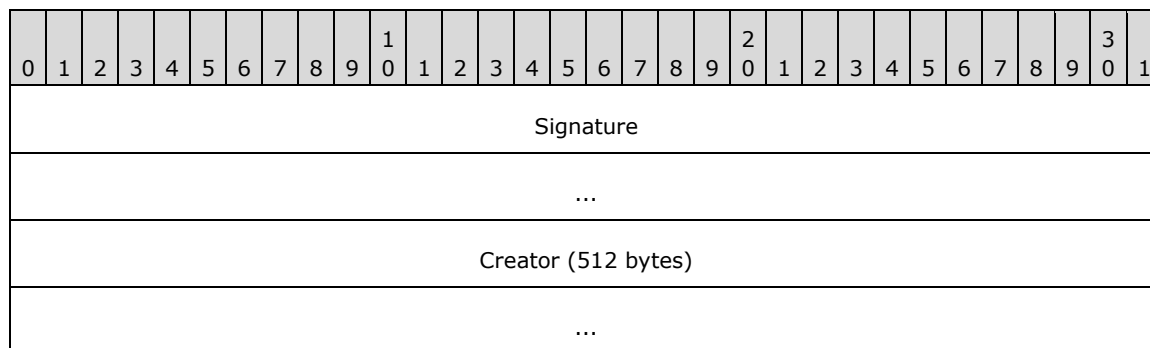 1 2 3
0 1 2 3 4 5 6 7 8 9 0 1 2 3 4 5 6 7 8 9 0 1 2 3 4 5 6 7 8 9 0 1
Signature
...
Creator (512 bytes)
...